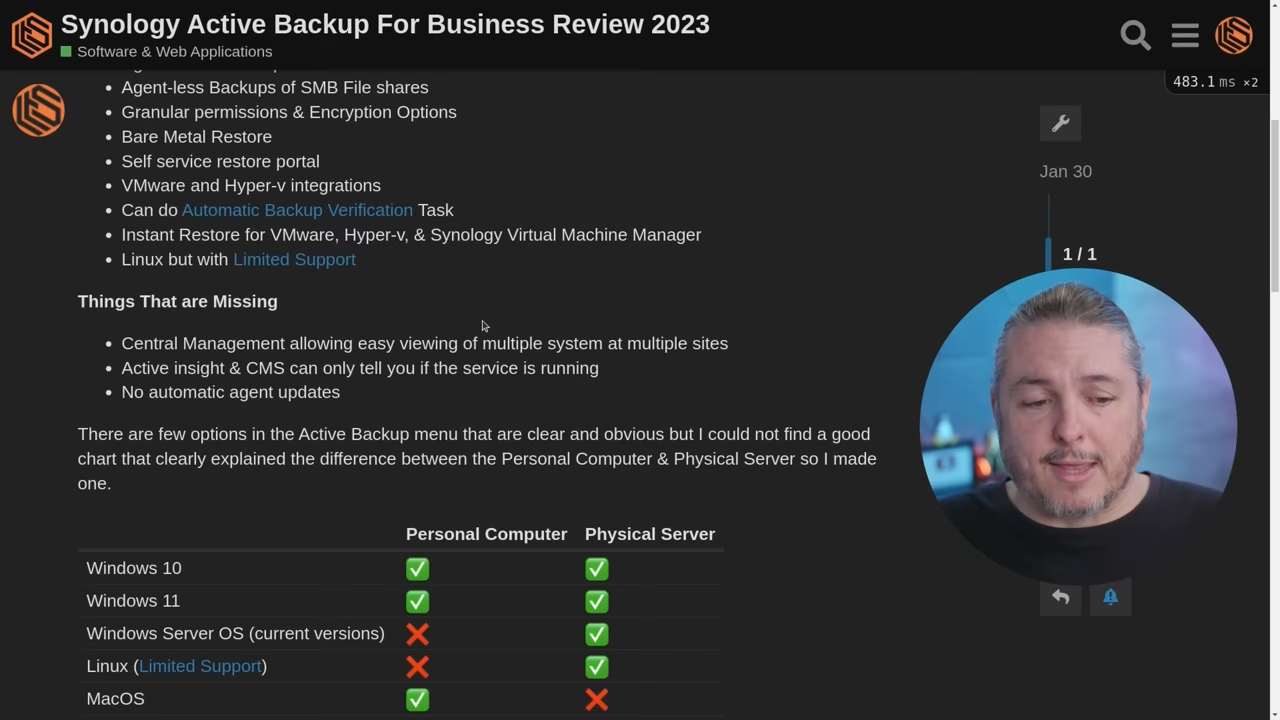 Synology Active Backup For Business Review 2023
Software & Web Applications
483.1 ms ×2
Agent-less Backups of SMB File shares
Granular permissions & Encryption Options
Bare Metal Restore
Self service restore portal
VMware and Hyper-v integrations
Can do Automatic Backup Verification Task
Instant Restore for VMware, Hyper-v, & Synology Virtual Machine Manager
Linux but with Limited Support
Jan 30
1 / 1
Things That are Missing
Central Management allowing easy viewing of multiple system at multiple sites
Active insight & CMS can only tell you if the service is running
No automatic agent updates
There are few options in the Active Backup menu that are clear and obvious but I could not find a good
chart that clearly explained the difference between the Personal Computer & Physical Server so I made
one.
Personal Computer Physical Server
Windows 10 ✅ ✅
Windows 11 ✅ ✅
Windows Server OS (current versions) ❌ ✅
Linux (Limited Support) ❌ ✅
MacOS ✅ ❌